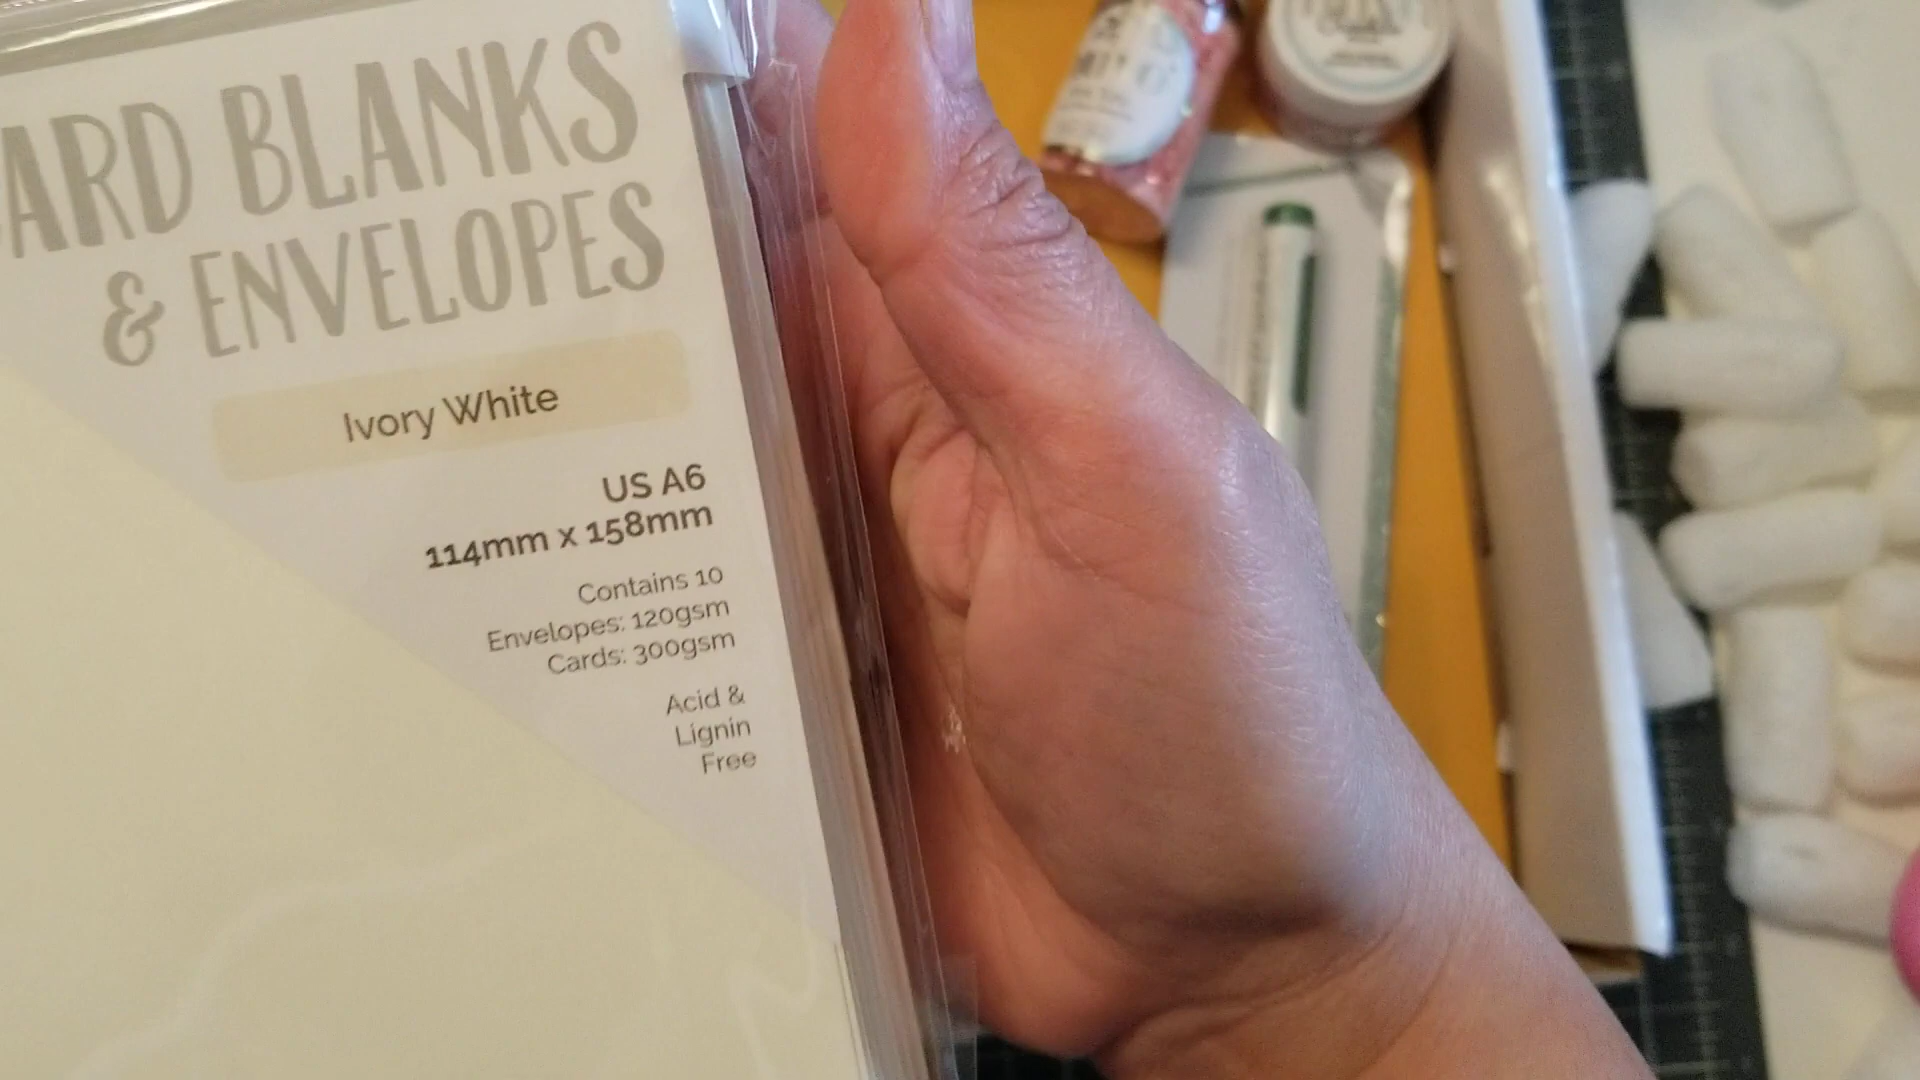 ARD BLANKS
& ENVELOPES
Ivory White
US A6
114mm x 158mm
Contains 10
Envelopes: 120gsm
Cards: 300gsm
Acid &
Lignin
Free